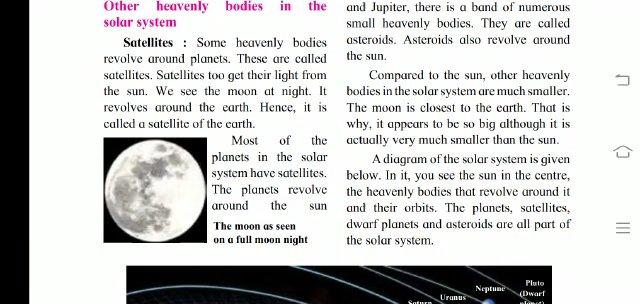 Other heavenly bodies in the
solar system
Satellites : Some heavenly bodies
revolve around planets. These are called
satellites. Satellites too get their light from
the sun. We see the moon at night. It
revolves around the earth. Hence, it is
called a satellite of the earth.
Most of the
planets in the solar
system have satellites.
The planets revolve
around the sun
The moon as seen
on a full moon night
and Jupiter, there is a band of numerous
small heavenly bodies. They are called
asteroids. Asteroids also revolve around
the sun.
Compared to the sun, other heavenly
bodies in the solar system are much smaller.
The moon is closest to the earth. That is
why, it appears to be so big although it is
actually very much smaller than the sun.
A diagram of the solar system is given
below. In it, you see the sun in the centre,
the heavenly bodies that revolve around it
and their orbits. The planets, satellites,
dwarf planets and asteroids are all part of
the solar system.
Saturn
Uranus
Neptune
Pluto
(Dwarf
planet)